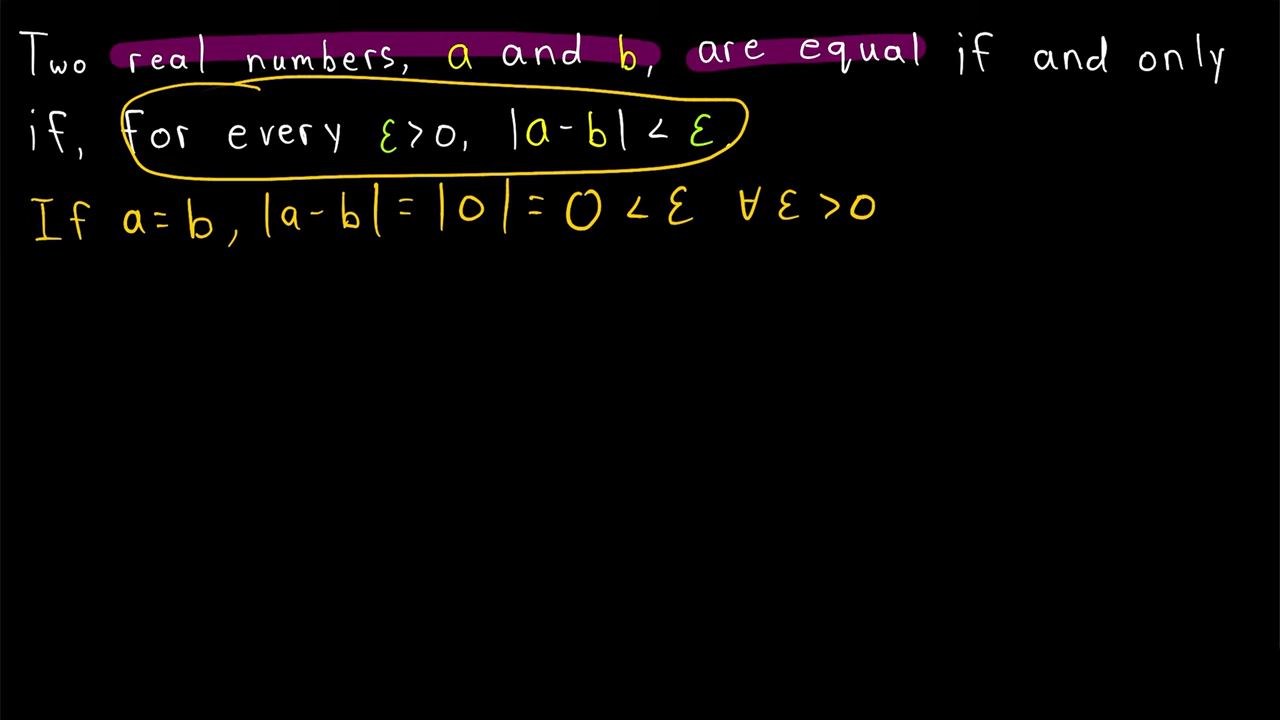 Two real numbers, a and b, are equal if and only
if, for every ε>0, |a-b| < ε.
If a=b, |a-b| = |0| = 0 < ε ∀ ε >0